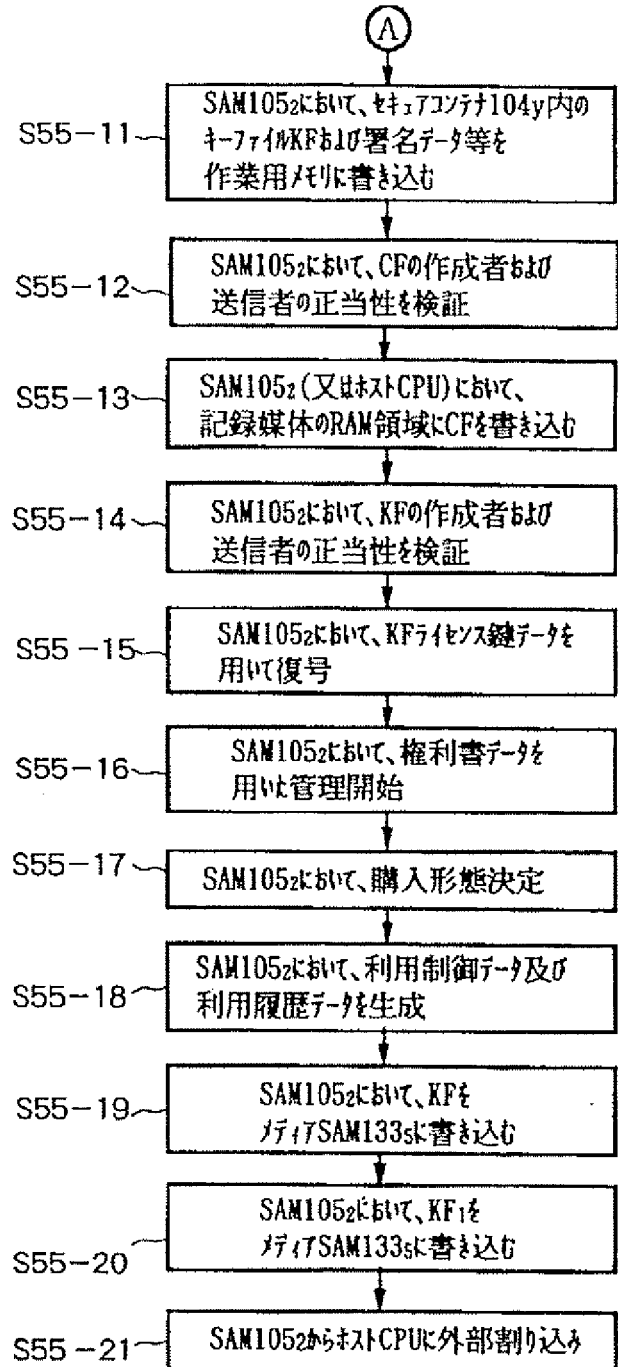 A
S55-11
SAM105₂において、セキュアコンテナ104y内の
キーファイルKFおよび署名データ等を
作業用メモリに書き込む
S55-12
SAM105₂において、CFの作成者および
送信者の正当性を検証
S55-13
SAM105₂(又はホストCPU)において、
記録媒体のRAM領域にCFを書き込む
S55-14
SAM105₂において、KFの作成者および
送信者の正当性を検証
S55-15
SAM105₂において、KFライセンス鍵データを
用いて復号
S55-16
SAM105₂において、権利書データを
用いた管理開始
S55-17
SAM105₂において、購入形態決定
S55-18
SAM105₂において、利用制御データ及び
利用履歴データを生成
S55-19
SAM105₂において、KFを
メディアSAM133₅に書き込む
S55-20
SAM105₂において、KF₁を
メディアSAM133₅に書き込む
S55-21
SAM105₂からホストCPUに外部割り込み